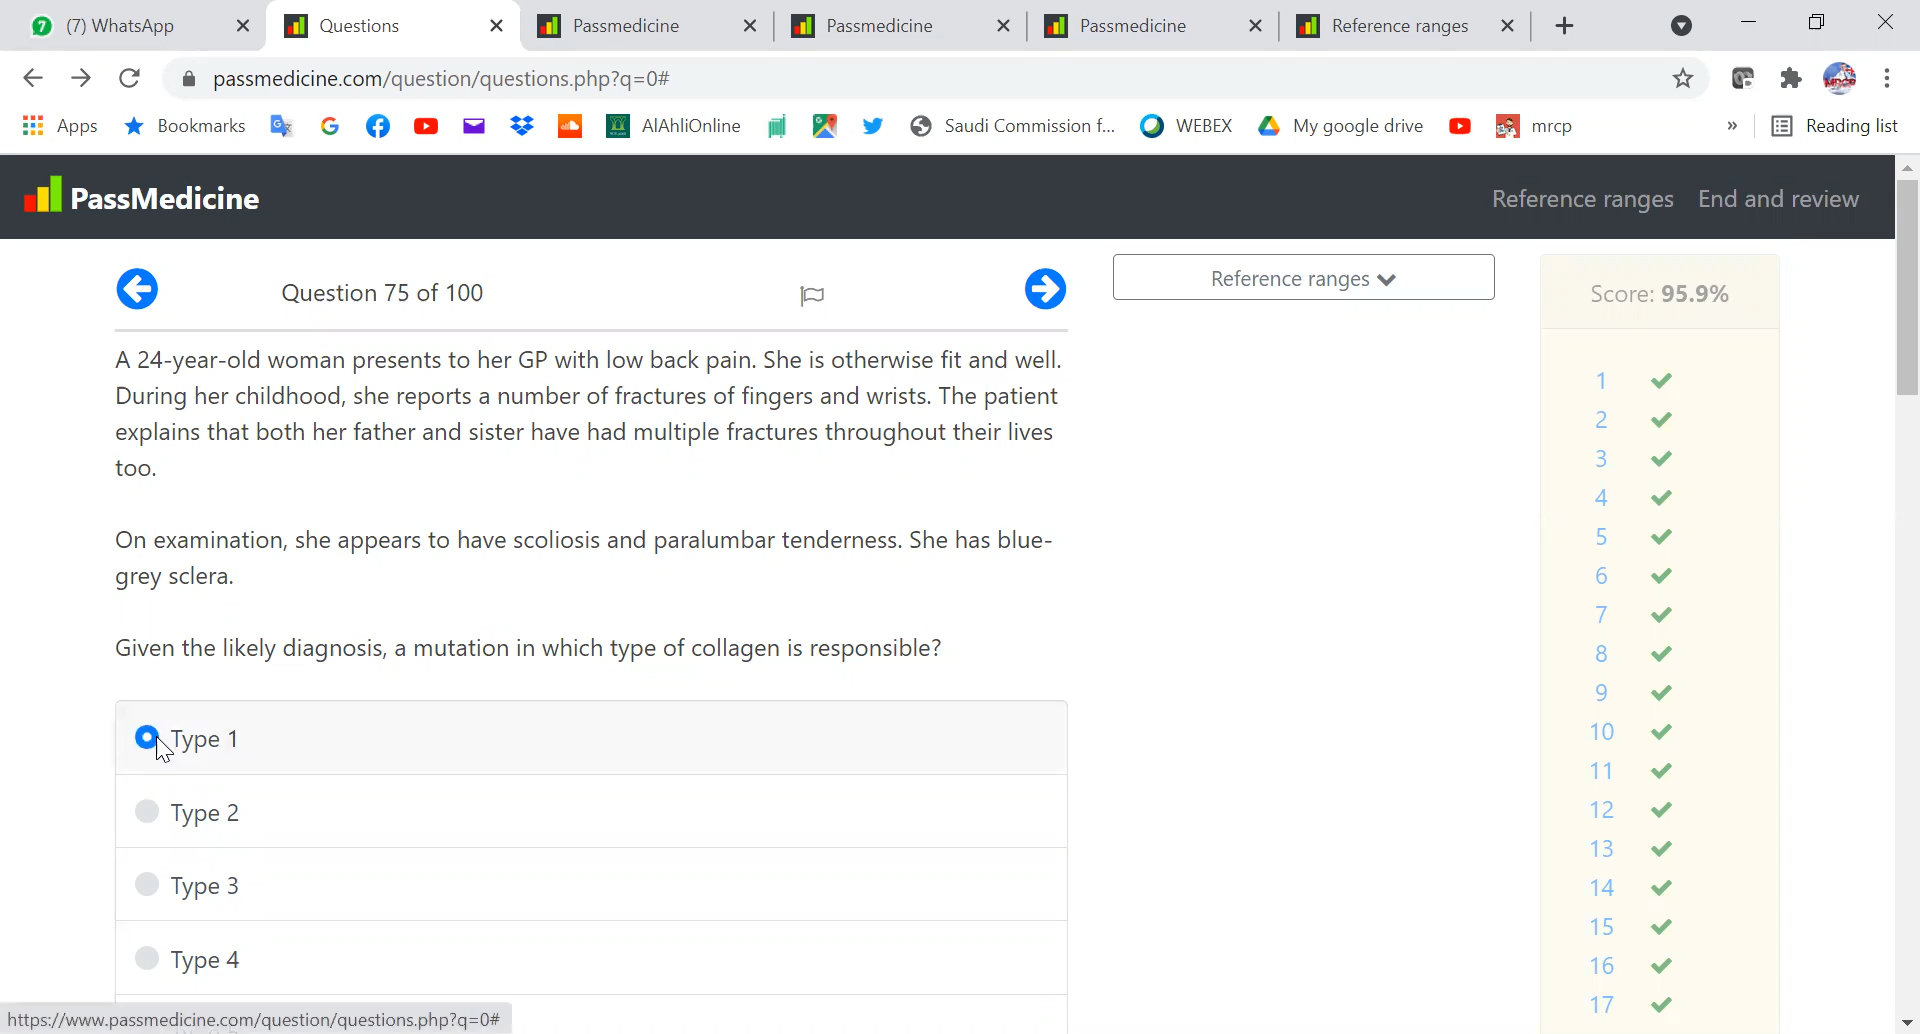 (7) WhatsApp
Questions
Passmedicine
Passmedicine
Passmedicine
Reference ranges
passmedicine.com/question/questions.php?q=0#
Apps
Bookmarks
AlAhliOnline
Saudi Commission f...
WEBEX
My google drive
mrcp
»
Reading list
PassMedicine
Reference ranges
End and review
Question 75 of 100
Reference ranges
Score: 95.9%
A 24-year-old woman presents to her GP with low back pain. She is otherwise fit and well.
During her childhood, she reports a number of fractures of fingers and wrists. The patient
explains that both her father and sister have had multiple fractures throughout their lives
too.
On examination, she appears to have scoliosis and paralumbar tenderness. She has blue-
grey sclera.
Given the likely diagnosis, a mutation in which type of collagen is responsible?
Type 1
Type 2
Type 3
Type 4
1
2
3
4
5
6
7
8
9
10
11
12
13
14
15
16
17
https://www.passmedicine.com/question/questions.php?q=0#